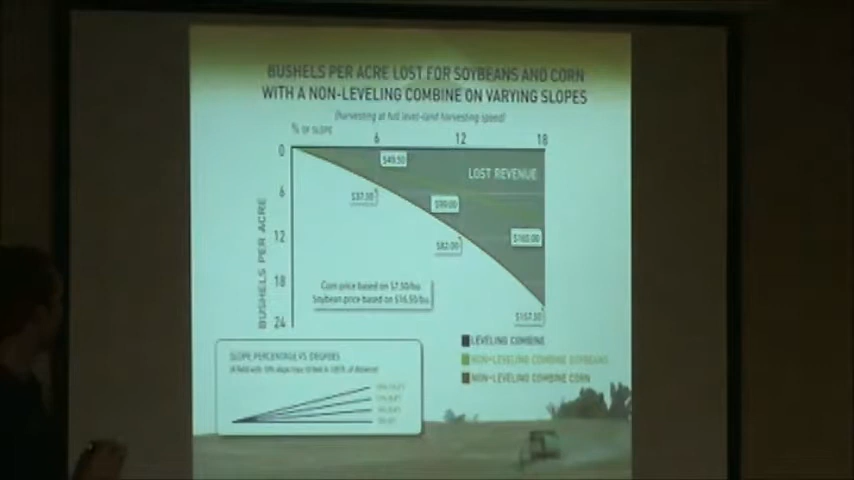 BUSHELS PER ACRE LOST FOR SOYBEANS AND CORN
WITH A NON-LEVELING COMBINE ON VARYING SLOPES
(harvesting at full level-land harvesting speed)
% OF SLOPE
6 12 18
0
6
12
18
24
BUSHELS PER ACRE
$49.50
LOST REVENUE
$37.50
$99.00
$82.00
$165.00
$157.50
Corn price based on $7.50/bu
Soybean price based on $16.50/bu
LEVELING COMBINE
NON-LEVELING COMBINE SOYBEANS
NON-LEVELING COMBINE CORN
SLOPE PERCENTAGE VS. DEGREES